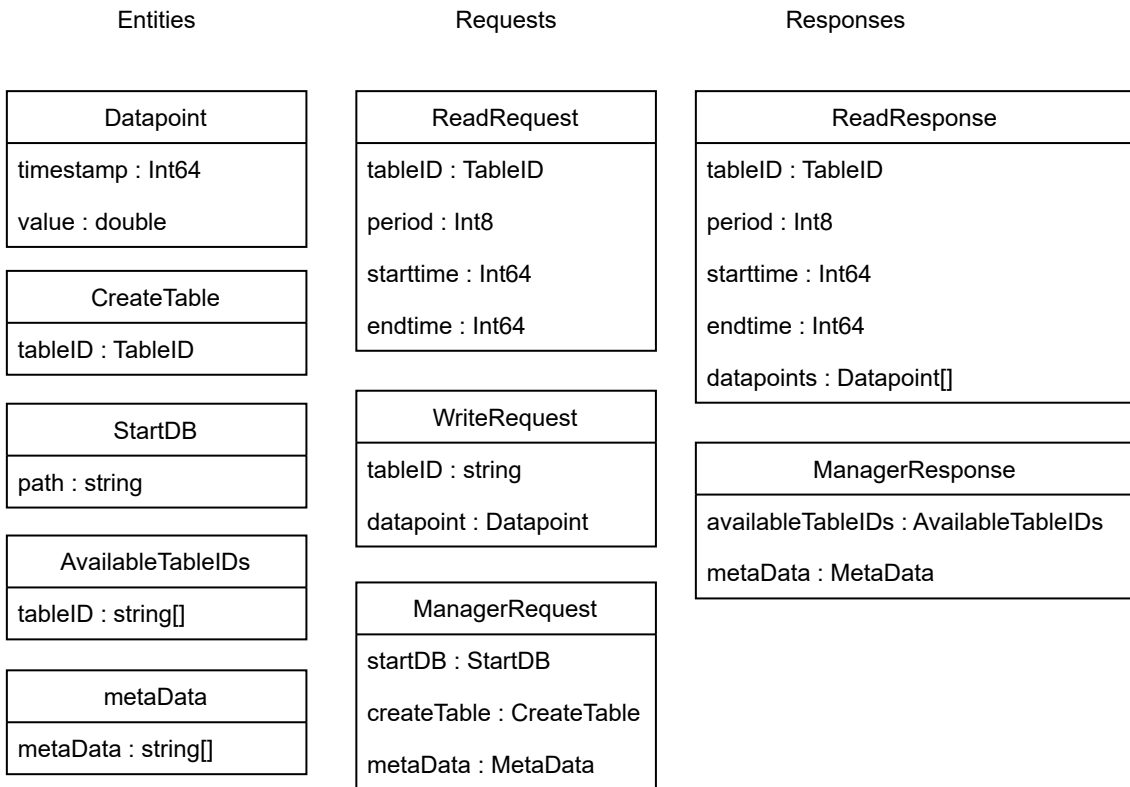 Entities
Requests
Responses
Datapoint
timestamp : Int64
value : double
CreateTable
tableID : TableID
StartDB
path : string
AvailableTableIDs
tableID : string[]
metaData
metaData : string[]
ReadRequest
tableID : TableID
period : Int8
starttime : Int64
endtime : Int64
WriteRequest
tableID : string
datapoint : Datapoint
ManagerRequest
startDB : StartDB
createTable : CreateTable
metaData : MetaData
ReadResponse
tableID : TableID
period : Int8
starttime : Int64
endtime : Int64
datapoints : Datapoint[]
ManagerResponse
availableTableIDs : AvailableTableIDs
metaData : MetaData